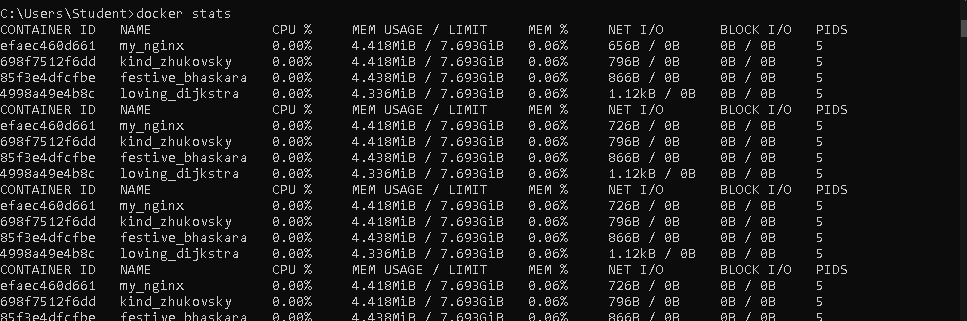 C:\Users\Student>docker stats
CONTAINER ID   NAME                CPU %     MEM USAGE / LIMIT     MEM %     NET I/O       BLOCK I/O   PIDS
efaec460d661   my_nginx            0.00%     4.418MiB / 7.693GiB   0.06%     656B / 0B     0B / 0B     5
698f7512f6dd   kind_zhukovsky      0.00%     4.418MiB / 7.693GiB   0.06%     796B / 0B     0B / 0B     5
85f3e4dfcfbe   festive_bhaskara    0.00%     4.438MiB / 7.693GiB   0.06%     866B / 0B     0B / 0B     5
4998a49e4b8c   loving_dijkstra     0.00%     4.336MiB / 7.693GiB   0.06%     1.12kB / 0B   0B / 0B     5
CONTAINER ID   NAME                CPU %     MEM USAGE / LIMIT     MEM %     NET I/O       BLOCK I/O   PIDS
efaec460d661   my_nginx            0.00%     4.418MiB / 7.693GiB   0.06%     726B / 0B     0B / 0B     5
698f7512f6dd   kind_zhukovsky      0.00%     4.418MiB / 7.693GiB   0.06%     796B / 0B     0B / 0B     5
85f3e4dfcfbe   festive_bhaskara    0.00%     4.438MiB / 7.693GiB   0.06%     866B / 0B     0B / 0B     5
4998a49e4b8c   loving_dijkstra     0.00%     4.336MiB / 7.693GiB   0.06%     1.12kB / 0B   0B / 0B     5
CONTAINER ID   NAME                CPU %     MEM USAGE / LIMIT     MEM %     NET I/O       BLOCK I/O   PIDS
efaec460d661   my_nginx            0.00%     4.418MiB / 7.693GiB   0.06%     726B / 0B     0B / 0B     5
698f7512f6dd   kind_zhukovsky      0.00%     4.418MiB / 7.693GiB   0.06%     796B / 0B     0B / 0B     5
85f3e4dfcfbe   festive_bhaskara    0.00%     4.438MiB / 7.693GiB   0.06%     866B / 0B     0B / 0B     5
4998a49e4b8c   loving_dijkstra     0.00%     4.336MiB / 7.693GiB   0.06%     1.12kB / 0B   0B / 0B     5
CONTAINER ID   NAME                CPU %     MEM USAGE / LIMIT     MEM %     NET I/O       BLOCK I/O   PIDS
efaec460d661   my_nginx            0.00%     4.418MiB / 7.693GiB   0.06%     726B / 0B     0B / 0B     5
698f7512f6dd   kind_zhukovsky      0.00%     4.418MiB / 7.693GiB   0.06%     796B / 0B     0B / 0B     5
85f3e4dfcfbe   festive_bhaskara    0.00%     4.438MiB / 7.693GiB   0.06%     866B / 0B     0B / 0B     5